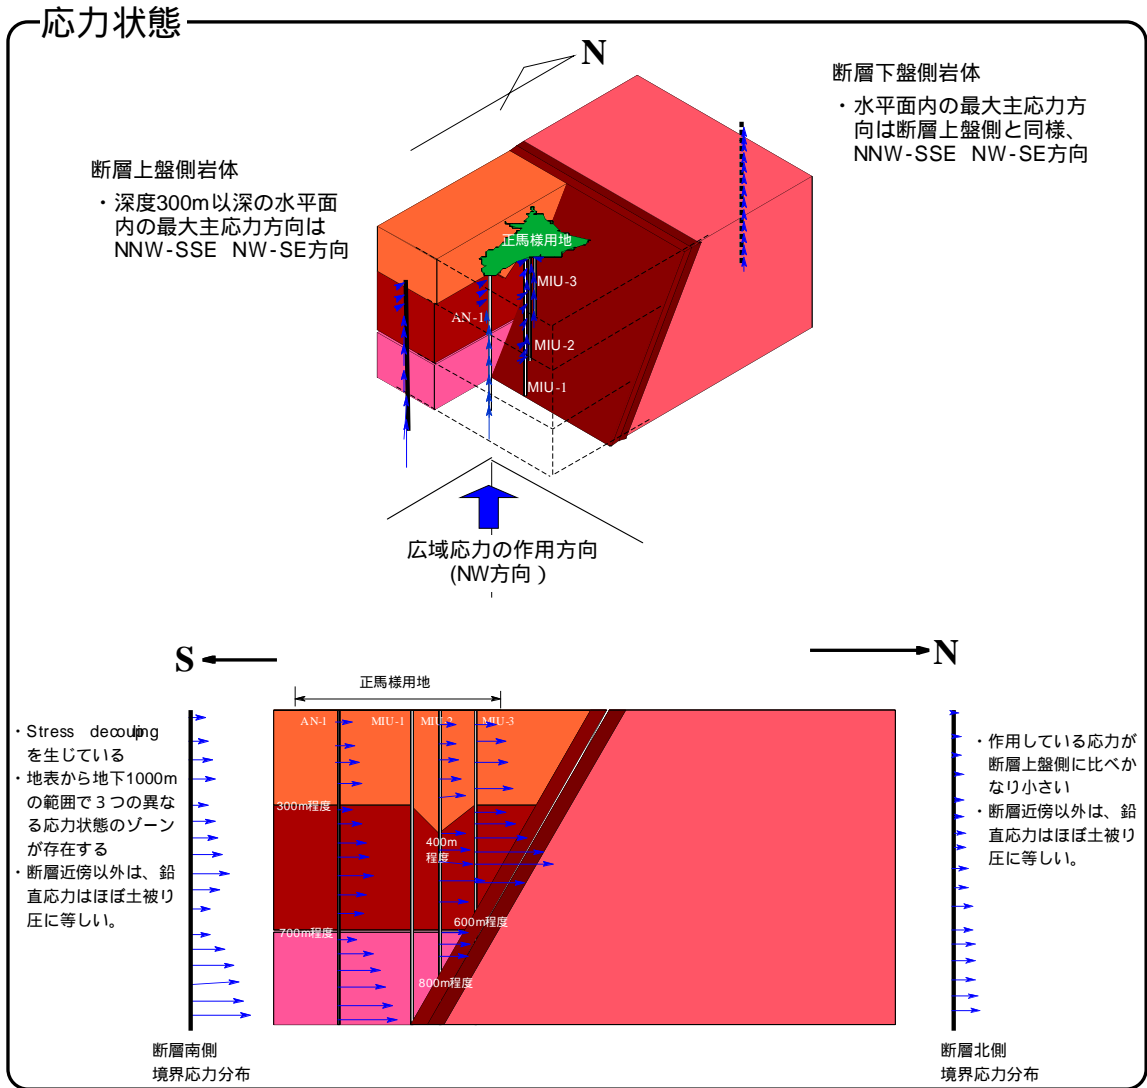 応力状態
N
断層下盤側岩体
・水平面内の最大主応力方
向は断層上盤側と同様、
NNW-SSE NW-SE方向
断層上盤側岩体
・深度300m以深の水平面
内の最大主応力方向は
NNW-SSE NW-SE方向
正馬様用地
MIU-3
AN-1
MIU-2
MIU-1
広域応力の作用方向
(NW方向 )
S
N
正馬様用地
AN-1
MIU-1
MIU-2
MIU-3
・Stress
を生じている
・地表から地下1000m
の範囲で３つの異な
る応力状態のゾーン
が存在する
・断層近傍以外は、鉛
直応力はほぼ土被り
圧に等しい。
300m程度
400m
程度
600m程度
700m程度
800m程度
・作用している応力が
断層上盤側に比べか
なり小さい
・断層近傍以外は、鉛
直応力はほぼ土被り
圧に等しい。
断層南側
境界応力分布
断層北側
境界応力分布